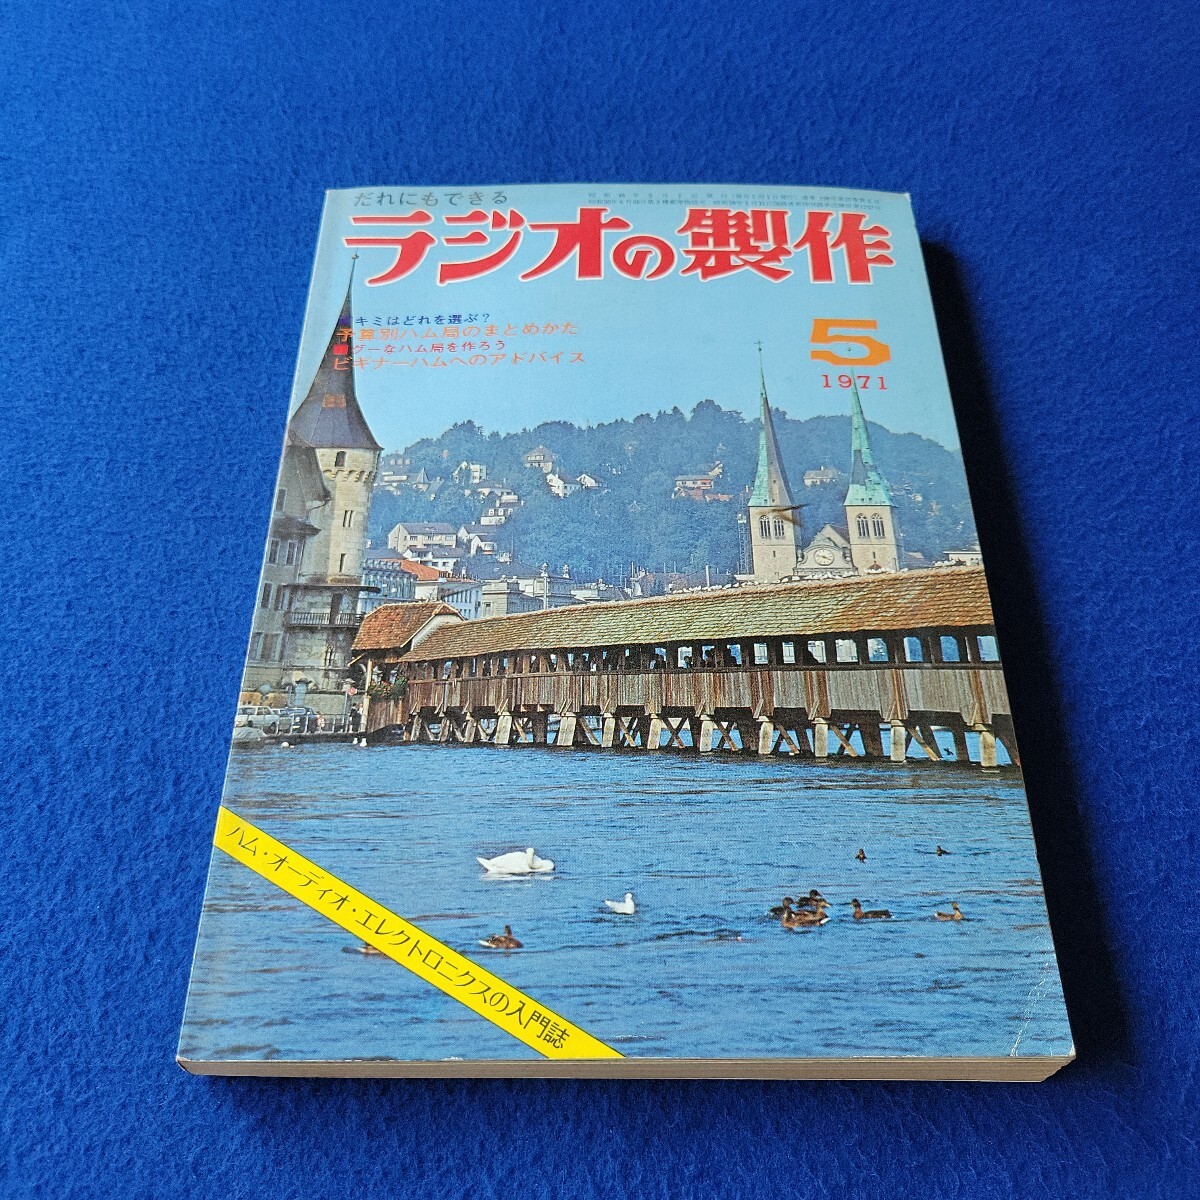 だれにもできる
ラジオの製作
キミはどれを選ぶ?
予算別ハム局のまとめかた
■グーなハム局を作ろう
ビギナーハムへのアドバイス
5
1971
ハム・オーディオ・エレクトロニクスの入門誌